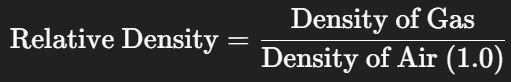 Relative Density = Density of Gas / Density of Air (1.0)